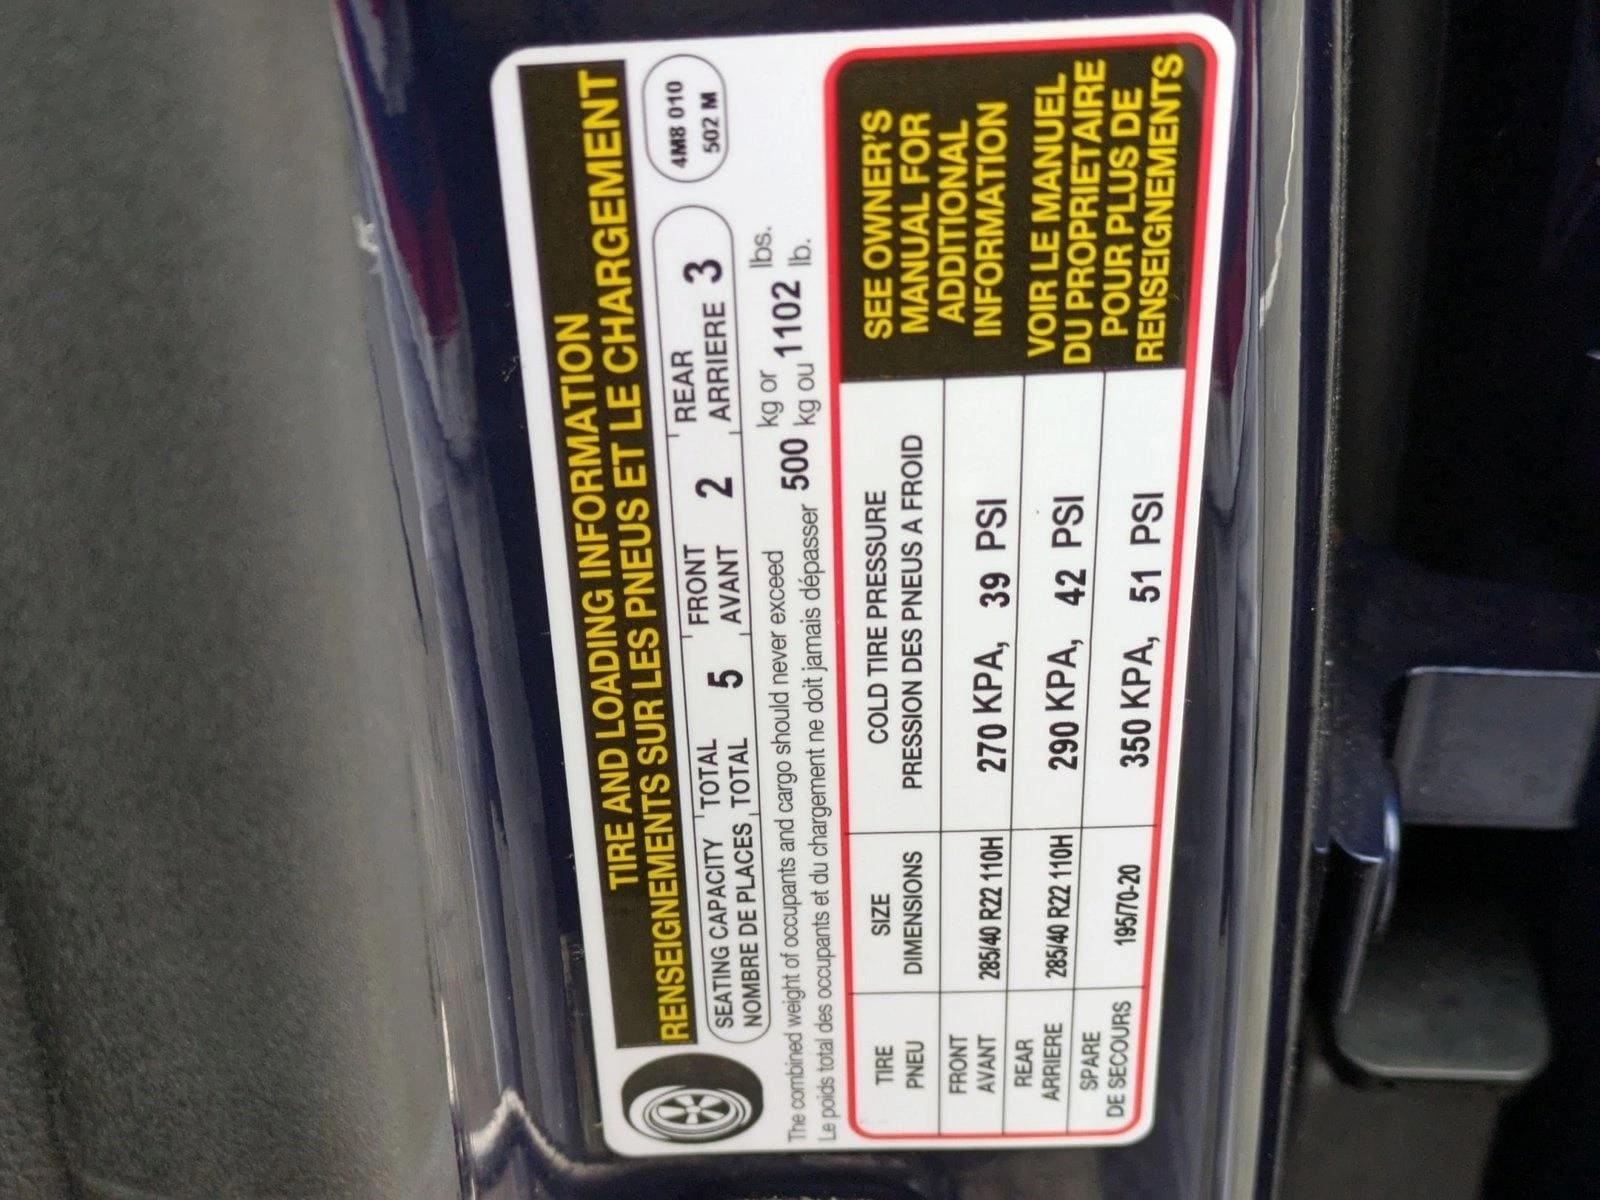 TIRE AND LOADING INFORMATION
RENSEIGNEMENTS SUR LES PNEUS ET LE CHARGEMENT
SEATING CAPACITY TOTAL 5 FRONT 2 REAR 3
NOMBRE DE PLACES TOTAL AVANT ARRIERE
4M8 010
502 M
The combined weight of occupants and cargo should never exceed 500 kg or 1102 lbs.
Le poids total des occupants et du chargement ne doit jamais dépasser kg ou lb.
TIRE SIZE COLD TIRE PRESSURE
PNEU DIMENSIONS PRESSION DES PNEUS A FROID
FRONT
AVANT 285/40 R22 110H 270 KPA, 39 PSI
REAR
ARRIERE 285/40 R22 110H 290 KPA, 42 PSI
SPARE
DE SECOURS 195/70-20 350 KPA, 51 PSI
SEE OWNER'S
MANUAL FOR
ADDITIONAL
INFORMATION
VOIR LE MANUEL
DU PROPRIETAIRE
POUR PLUS DE
RENSEIGNEMENTS